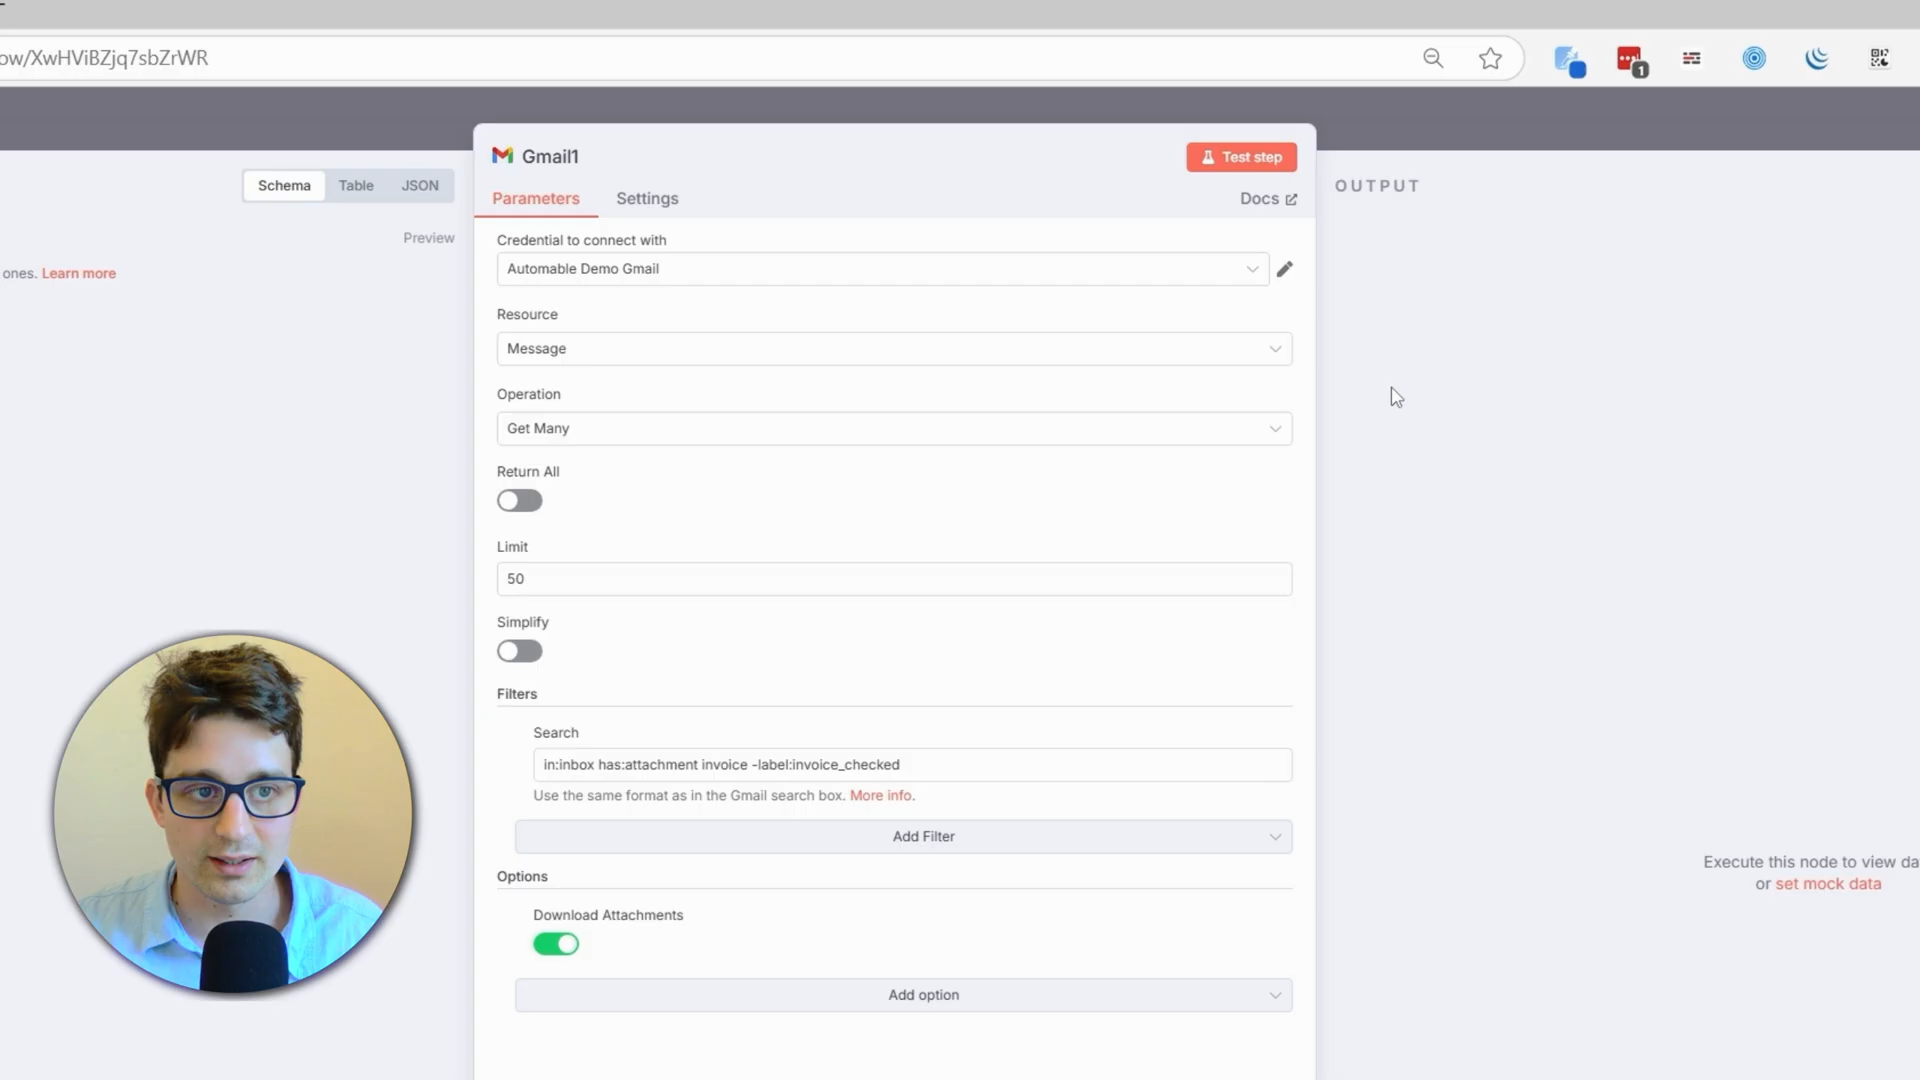 ow/XwHViBZjq7sbZrWR
1
Gmail1
Test step
Schema
Table
JSON
Parameters
Settings
Docs
OUTPUT
Preview
ones. Learn more
Credential to connect with
Automable Demo Gmail
Resource
Message
Operation
Get Many
Return All
Limit
50
Simplify
Filters
Search
in:inbox has:attachment invoice -label:invoice_checked
Use the same format as in the Gmail search box. More info.
Add Filter
Options
Download Attachments
Add option
Execute this node to view da
or set mock data